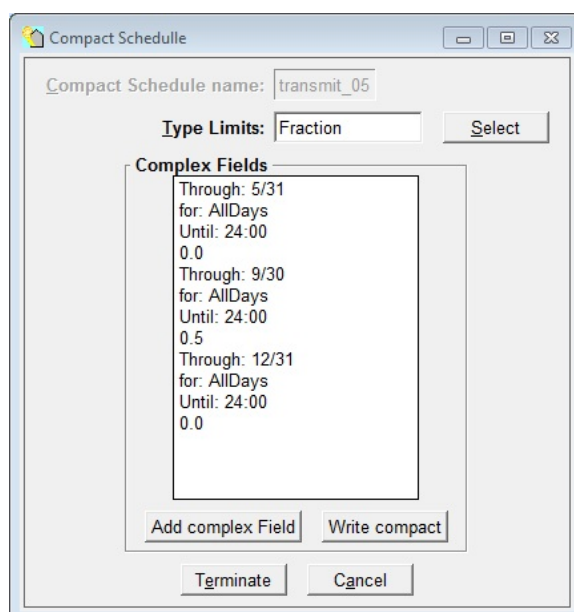 Compact Schedulle
Compact Schedule name: transmit_05
Type Limits: Fraction Select
Complex Fields
Through: 5/31
for: AllDays
Until: 24:00
0.0
Through: 9/30
for: AllDays
Until: 24:00
0.5
Through: 12/31
for: AllDays
Until: 24:00
0.0
Add complex Field Write compact
Terminate Cancel